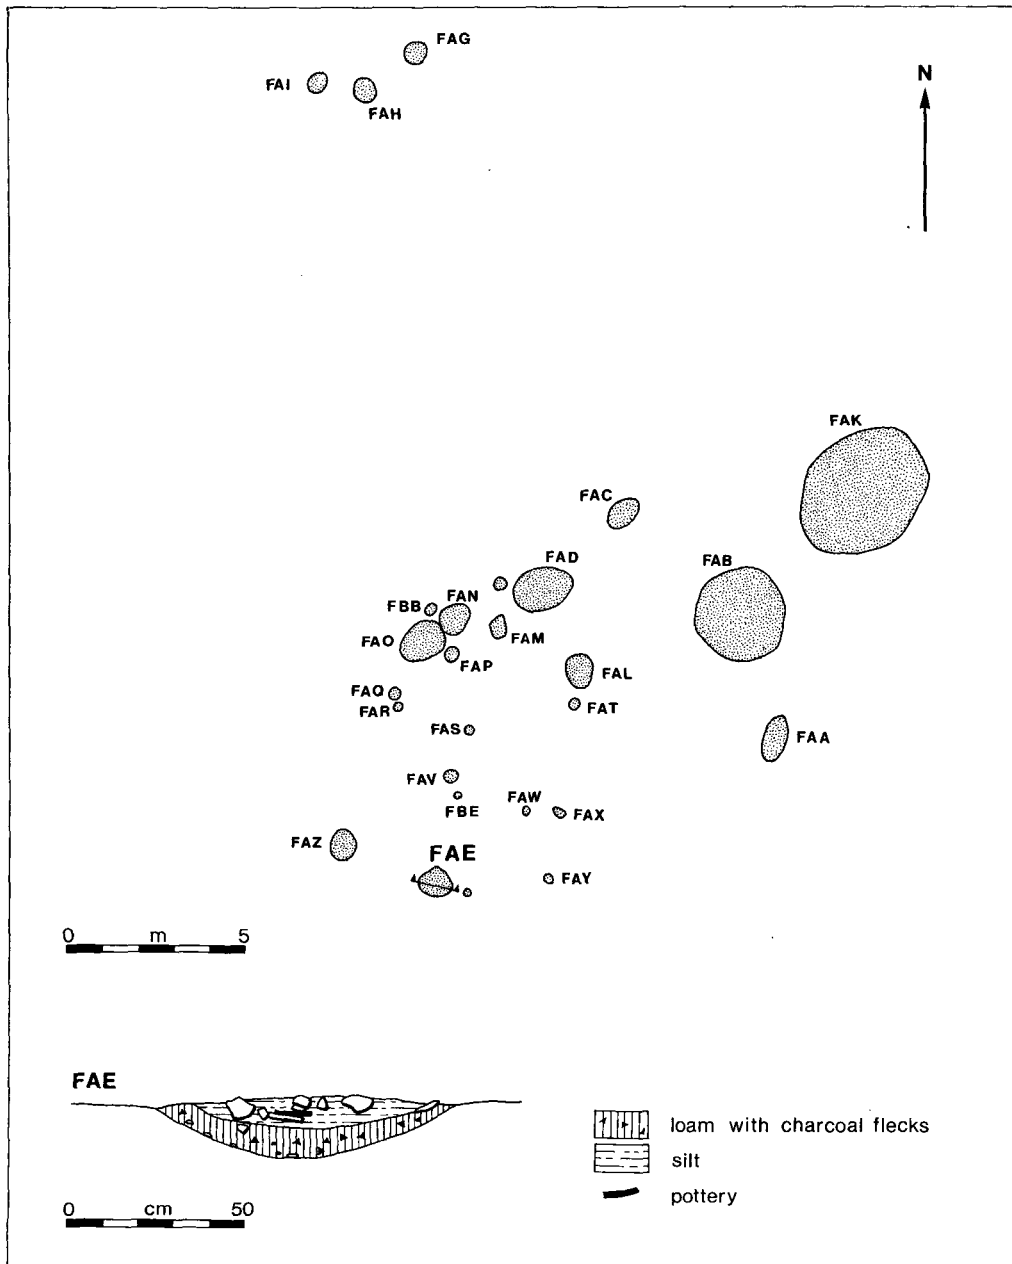 FAG
N
FAI
FAH
FAK
FAC
FAD
FAB
FBB
FAN
FAO
FAM
FAP
FAL
FAQ
FAR
FAT
FAS
FAA
FAV
FBE
FAW
FAX
FAZ
FAE
FAY
0 m 5
FAE
loam with charcoal flecks
silt
pottery
0 cm 50